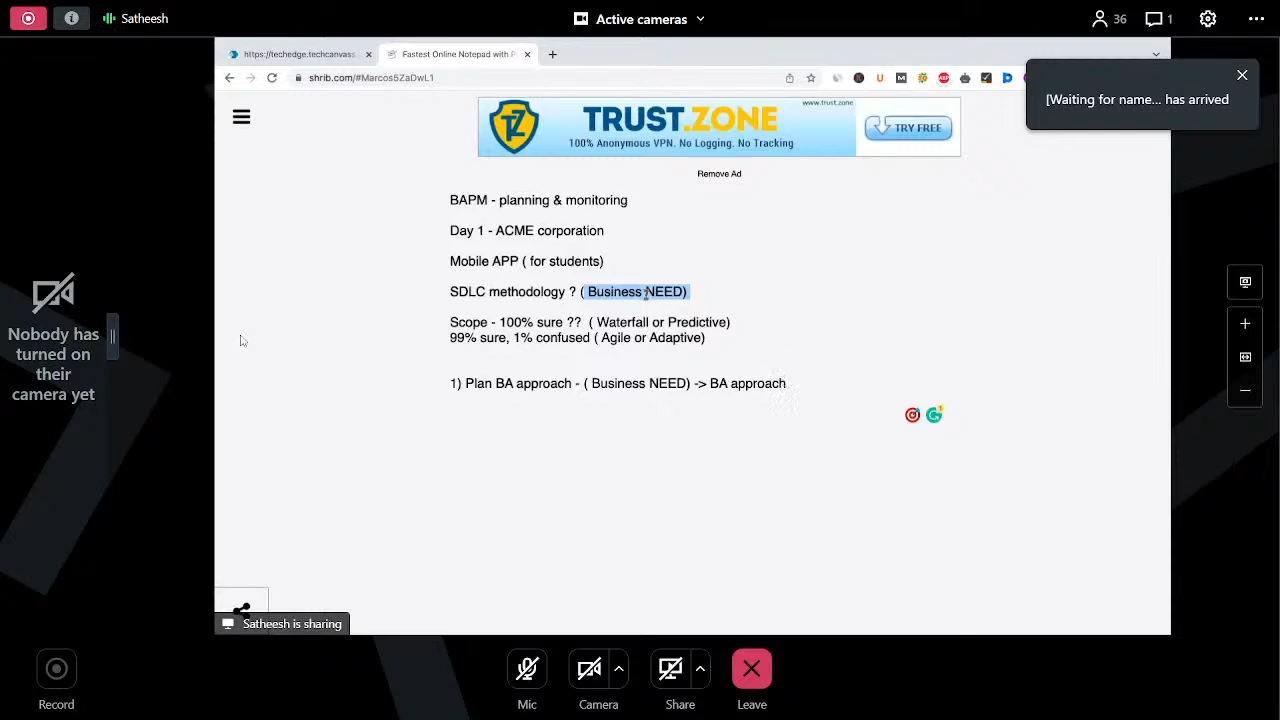 Satheesh
Active cameras
36
1
https://techedge.techcanvass
Fastest Online Notepad with P
shrib.com/#Marcos5ZaDwL1
[Waiting for name... has arrived
TRUST.ZONE
www.trust.zone
100% Anonymous VPN. No Logging. No Tracking
TRY FREE
Remove Ad
BAPM - planning & monitoring
Day 1 - ACME corporation
Mobile APP ( for students)
SDLC methodology ? ( Business NEED)
Scope - 100% sure ?? ( Waterfall or Predictive)
99% sure, 1% confused ( Agile or Adaptive)
1) Plan BA approach - ( Business NEED) -> BA approach
Nobody has
turned on
their
camera yet
Satheesh is sharing
Record
Mic
Camera
Share
Leave